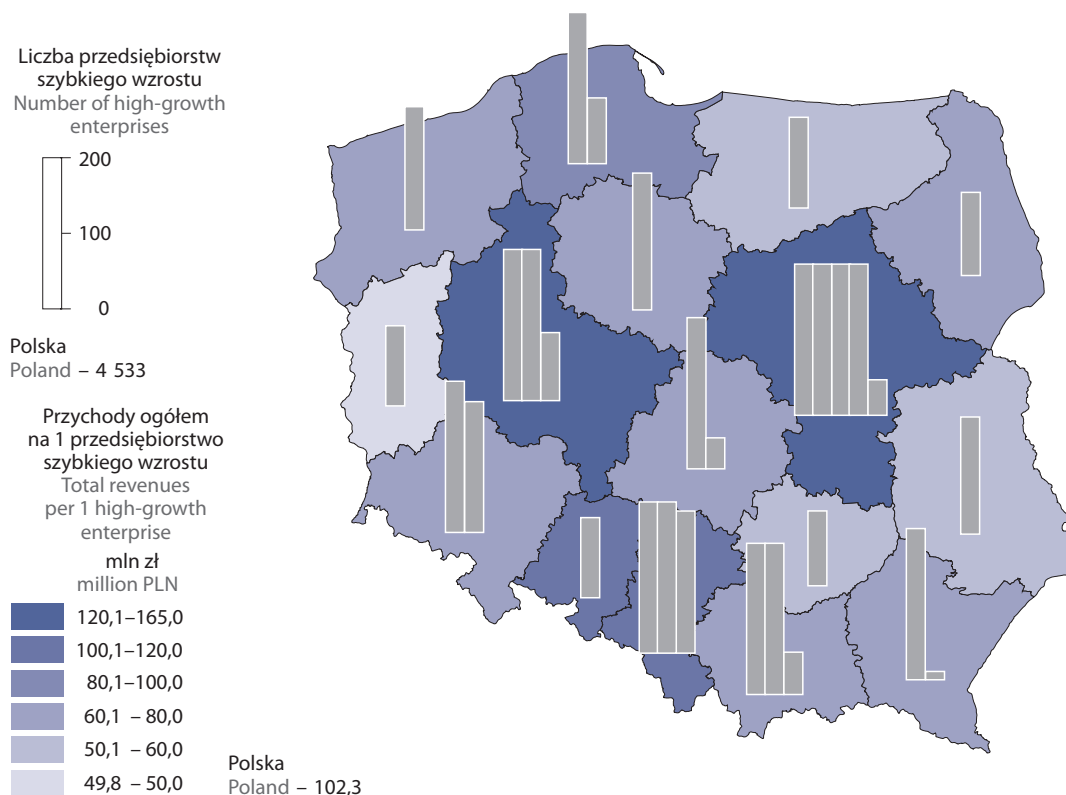 Liczba przedsiębiorstw
szybkiego wzrostu
Number of high-growth
enterprises
200
100
0
Polska
Poland – 4 533
Przychody ogółem
na 1 przedsiębiorstwo
szybkiego wzrostu
Total revenues
per 1 high-growth
enterprise
mln zł
million PLN
120,1–165,0
100,1–120,0
80,1–100,0
60,1 – 80,0
50,1 – 60,0
49,8 – 50,0
Polska
Poland – 102,3